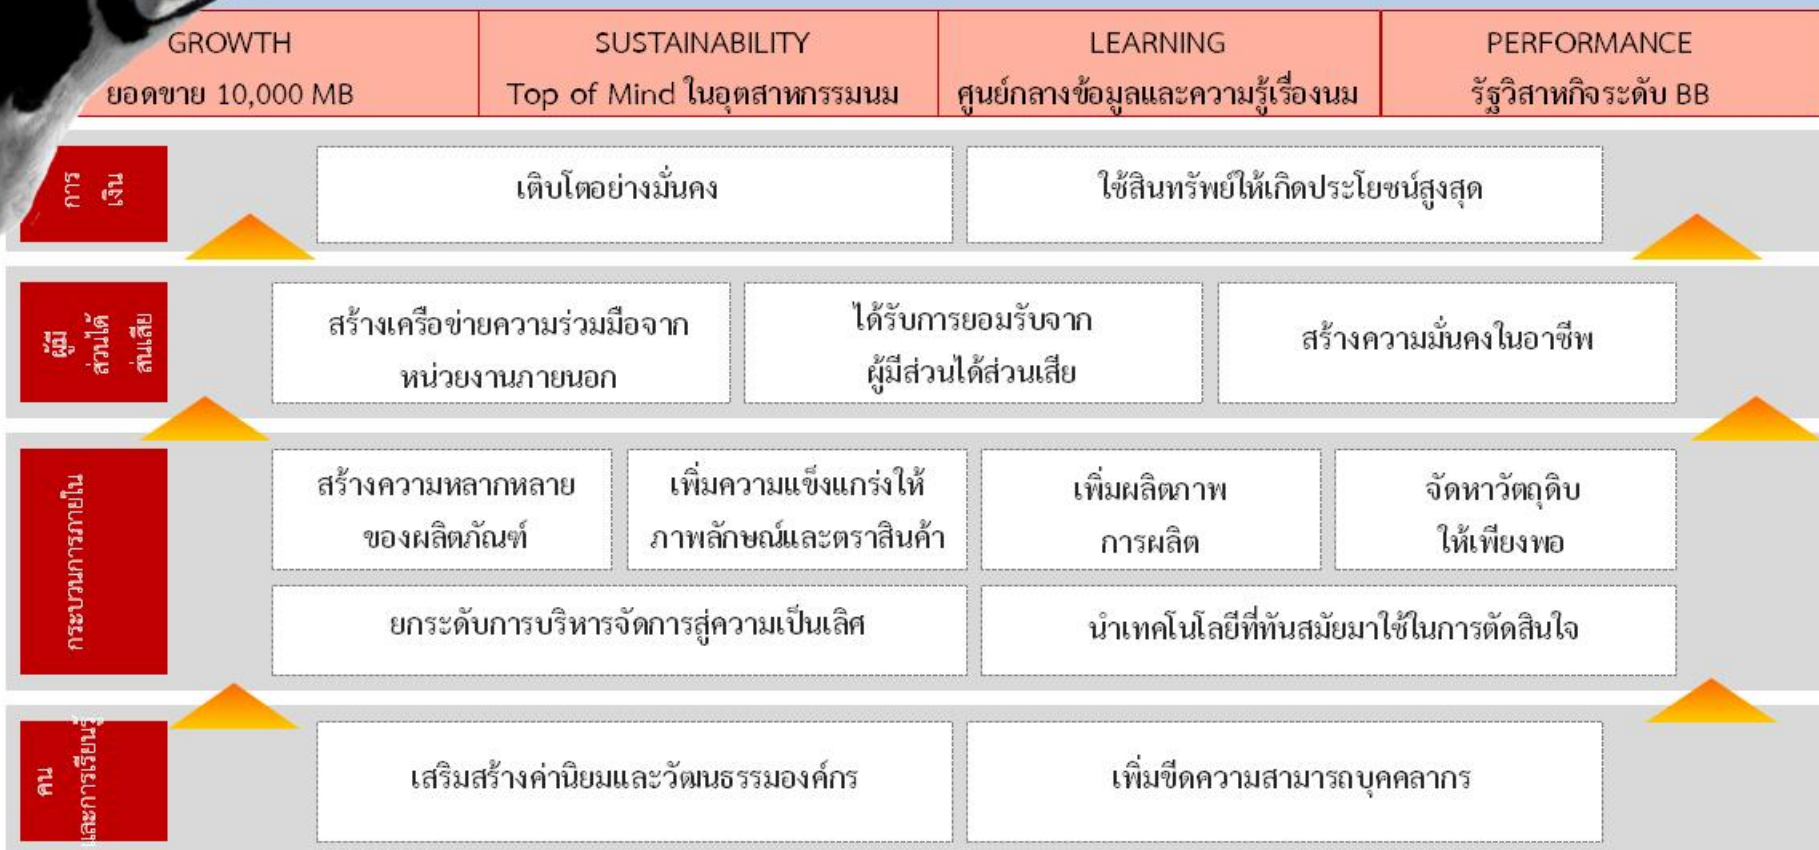 GROWTH
ยอดขาย 10,000 MB
SUSTAINABILITY
Top of Mind ในอุตสาหกรรมนม
LEARNING
ศูนย์กลางข้อมูลและความรู้เรื่องนม
PERFORMANCE
รัฐวิสาหกิจระดับ BB
การ
เงิน
เติบโตอย่างมั่นคง
ใช้สินทรัพย์ให้เกิดประโยชน์สูงสุด
ผู้มี
ส่วนได้
ส่นเสีย
สร้างเครือข่ายความร่วมมือจาก
หน่วยงานภายนอก
ได้รับการยอมรับจาก
ผู้มีส่วนได้ส่วนเสีย
สร้างความมั่นคงในอาชีพ
กระบวนการภายใน
สร้างความหลากหลาย
ของผลิตภัณฑ์
เพิ่มความแข็งแกร่งให้
ภาพลักษณ์และตราสินค้า
เพิ่มผลิตภาพ
การผลิต
จัดหาวัตถุดิบ
ให้เพียงพอ
ยกระดับการบริหารจัดการสู่ความเป็นเลิศ
นำเทคโนโลยีที่ทันสมัยมาใช้ในการตัดสินใจ
คน
และการเรียนรู้
เสริมสร้างค่านิยมและวัฒนธรรมองค์กร
เพิ่มขีดความสามารถบุคคลากร